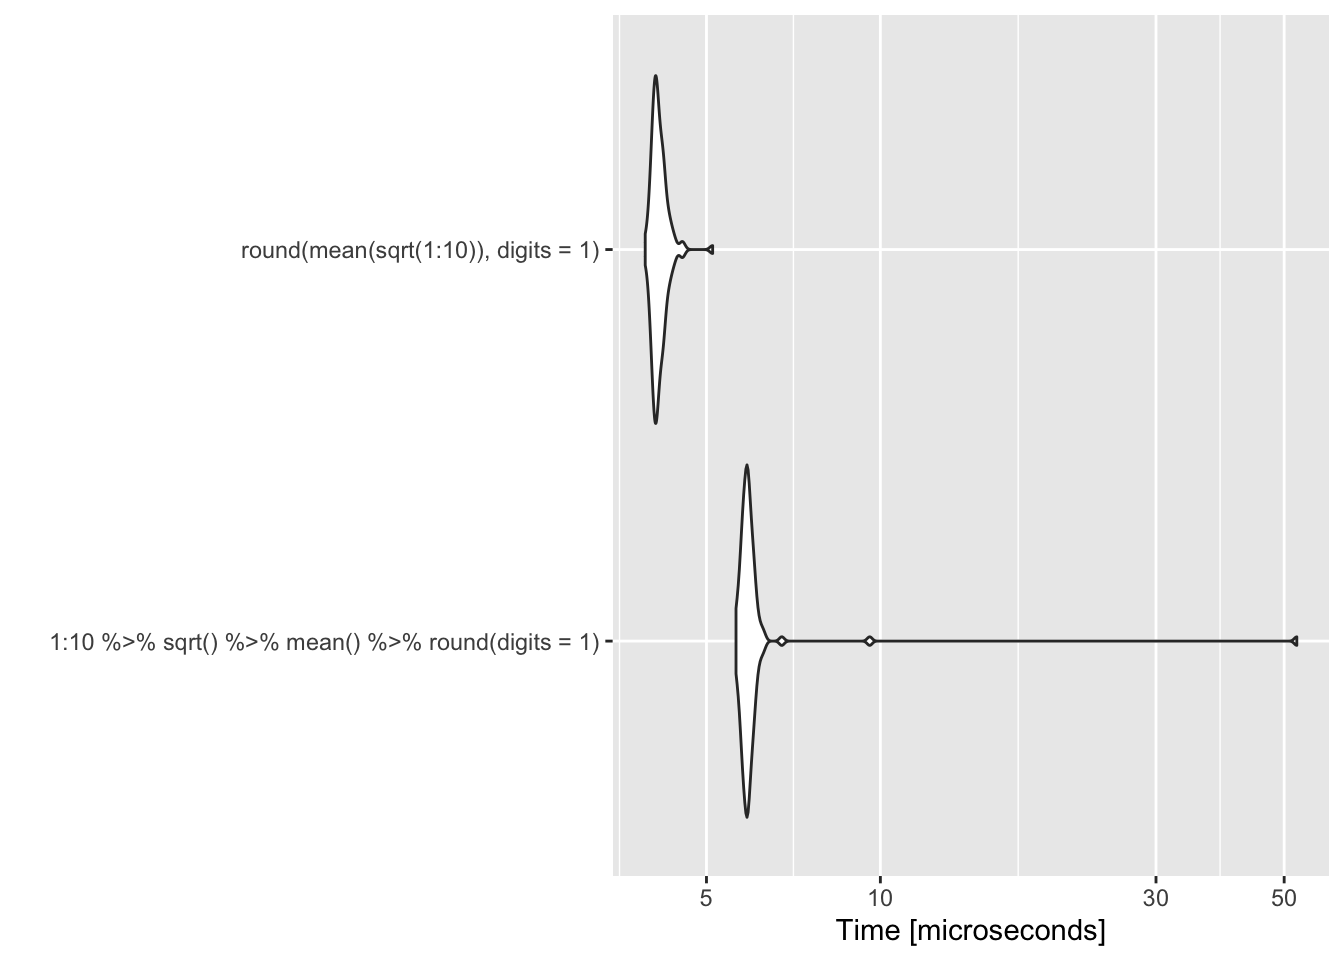 round(mean(sqrt(1:10)), digits = 1)
1:10 %>% sqrt() %>% mean() %>% round(digits = 1)
5 10 30 50
Time [microseconds]